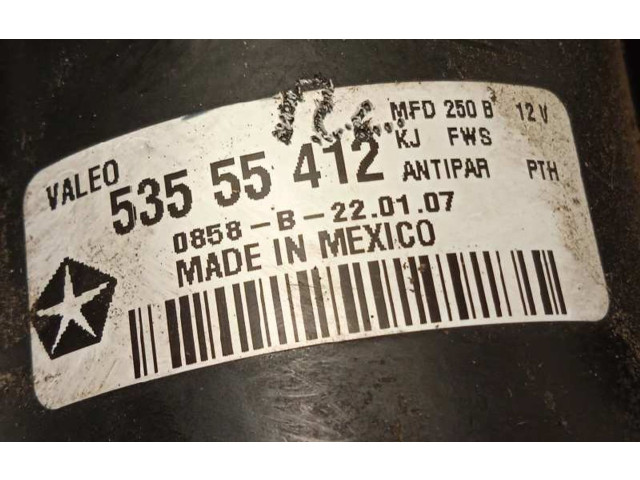 VALEO
535 55 412
MFD 250 B 12 V
KJ FWS
ANTIPAR PTH
0858-B-22.01.07
MADE IN MEXICO